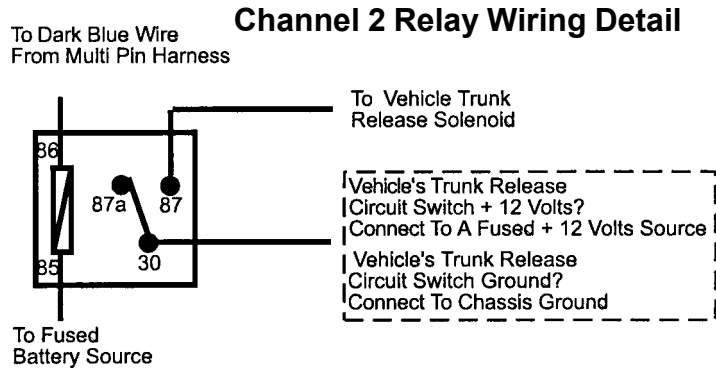 Channel 2 Relay Wiring Detail
To Dark Blue Wire
From Multi Pin Harness
To Vehicle Trunk
Release Solenoid
86
87a
87
30
85
Vehicle's Trunk Release
Circuit Switch + 12 Volts?
Connect To A Fused + 12 Volts Source
Vehicle's Trunk Release
Circuit Switch Ground?
Connect To Chassis Ground
To Fused
Battery Source